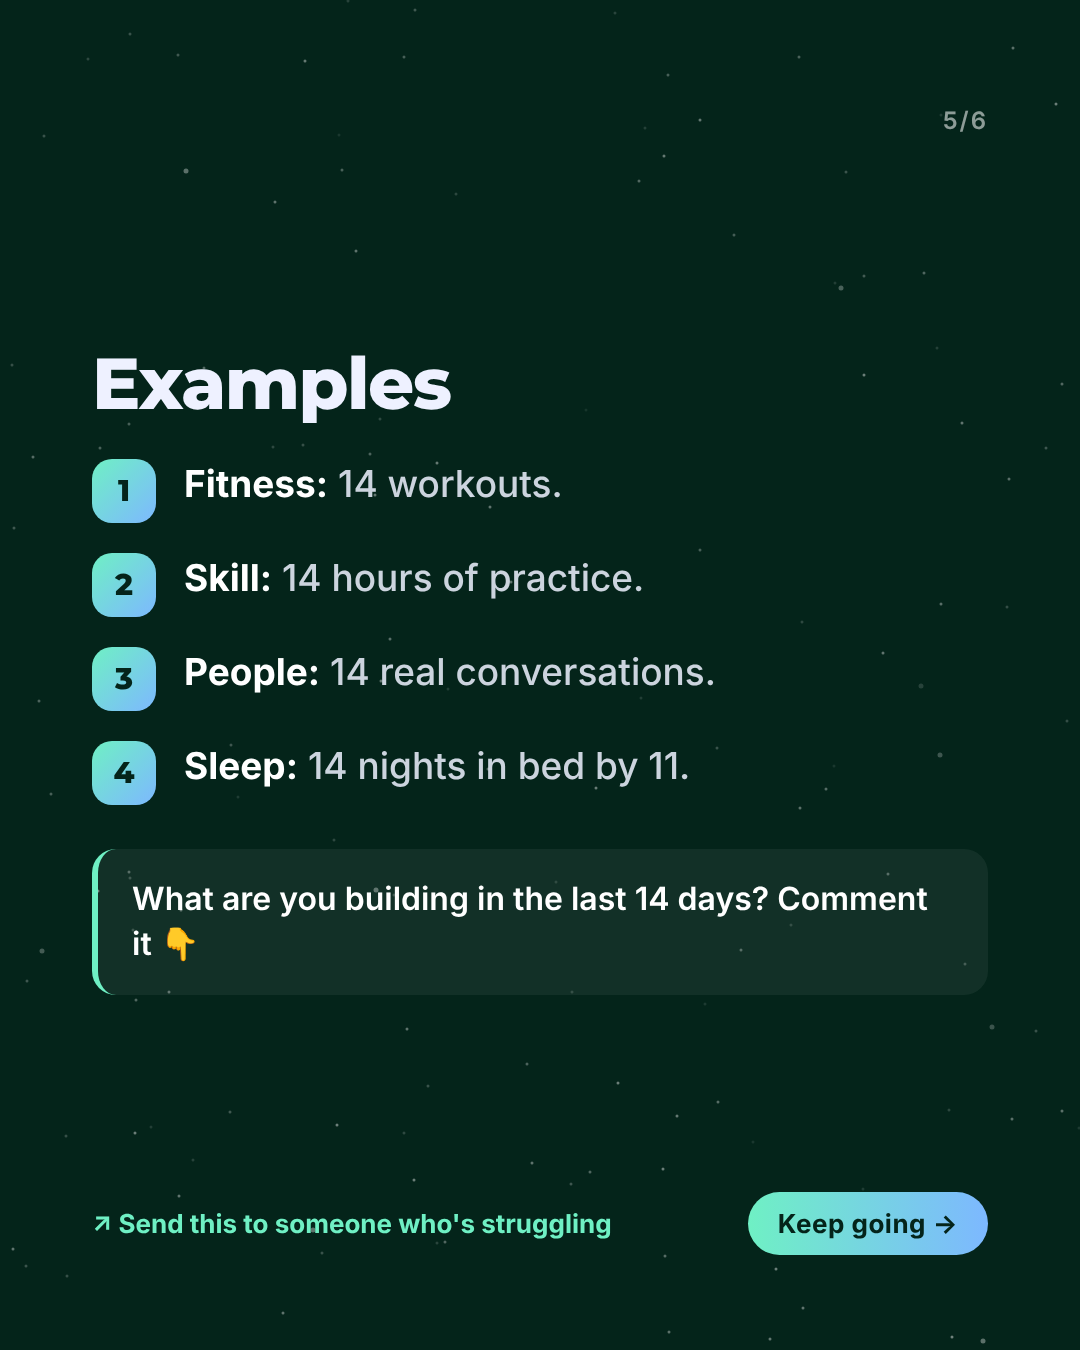 5/6
Examples
1 Fitness: 14 workouts.
2 Skill: 14 hours of practice.
3 People: 14 real conversations.
4 Sleep: 14 nights in bed by 11.
What are you building in the last 14 days? Comment
it 👇
↗ Send this to someone who's struggling
Keep going →